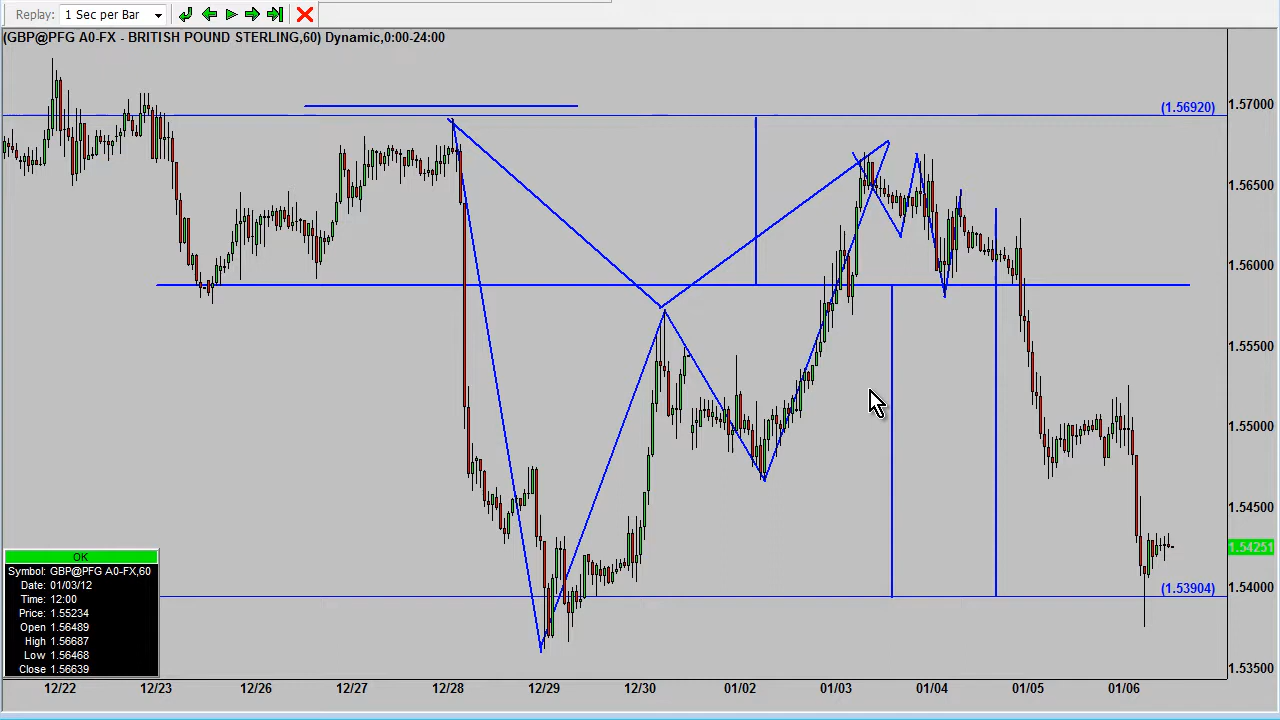 Replay: 1 Sec per Bar
(GBP@PFG A0-FX - BRITISH POUND STERLING,60) Dynamic,0:00-24:00
(1.56920)
1.57000
1.56500
1.56000
1.55500
1.55000
1.54500
1.54251
1.54000
(1.53904)
1.53500
OK
Symbol: GBP@PFG A0-FX,60
Date: 01/03/12
Time: 12:00
Price: 1.55234
Open 1.56489
High 1.56687
Low 1.56468
Close 1.56639
12/22 12/23 12/26 12/27 12/28 12/29 12/30 01/02 01/03 01/04 01/05 01/06